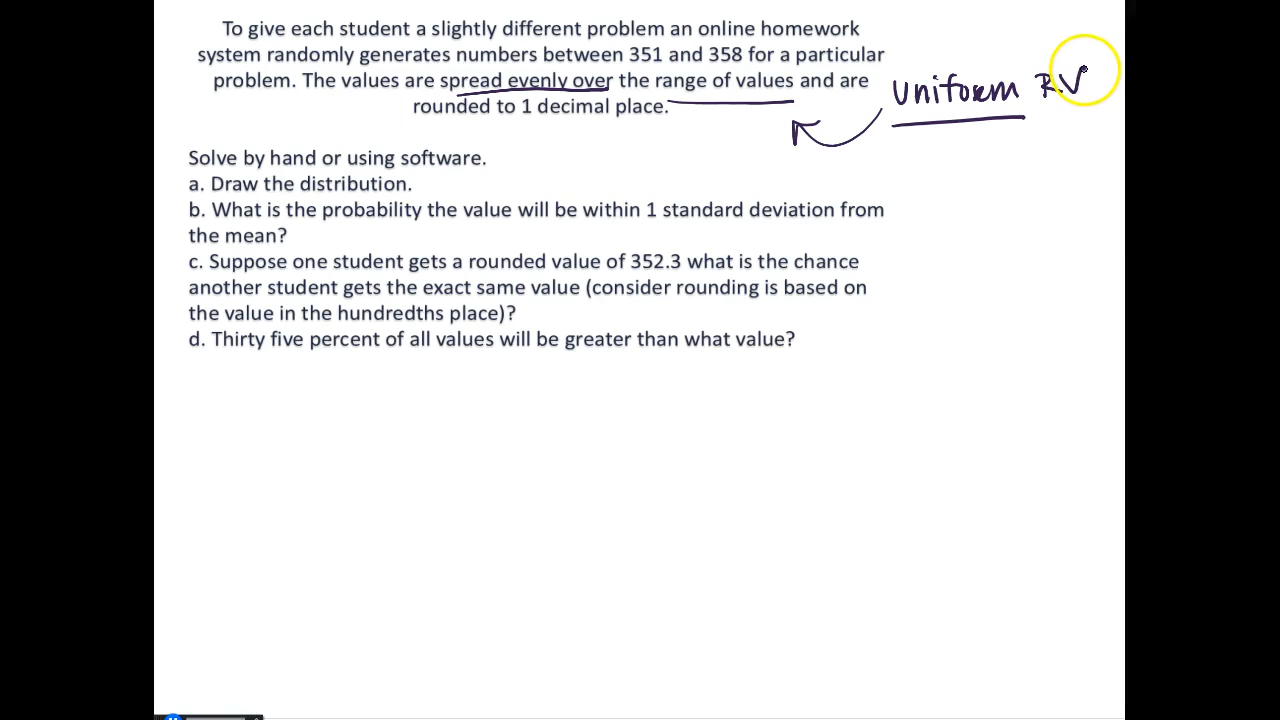 To give each student a slightly different problem an online homework
system randomly generates numbers between 351 and 358 for a particular
problem. The values are spread evenly over the range of values and are
rounded to 1 decimal place.
uniform RV
Solve by hand or using software.
a. Draw the distribution.
b. What is the probability the value will be within 1 standard deviation from
the mean?
c. Suppose one student gets a rounded value of 352.3 what is the chance
another student gets the exact same value (consider rounding is based on
the value in the hundredths place)?
d. Thirty five percent of all values will be greater than what value?